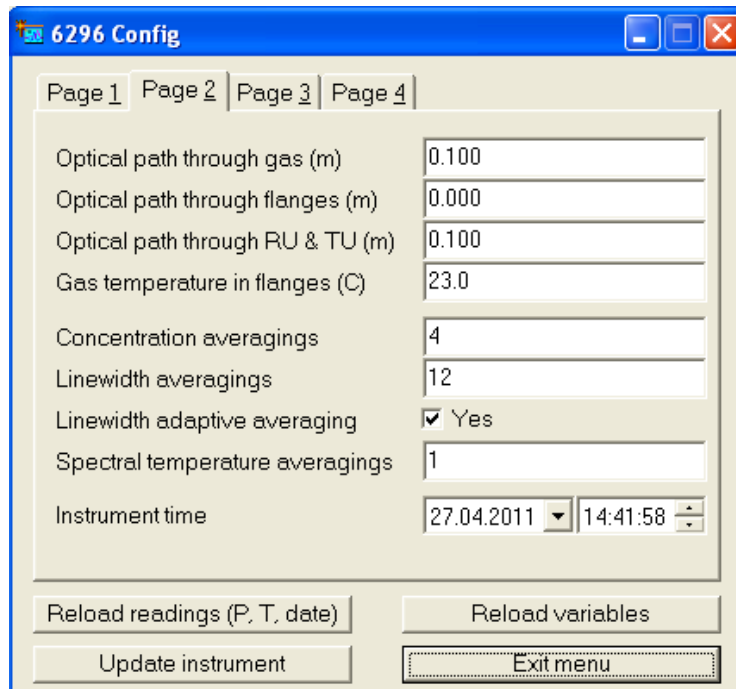 6296 Config
Page 1 Page 2 Page 3 Page 4
Optical path through gas (m) 0.100
Optical path through flanges (m) 0.000
Optical path through RU & TU (m) 0.100
Gas temperature in flanges (C) 23.0
Concentration averagings 4
Linewidth averagings 12
Linewidth adaptive averaging Yes
Spectral temperature averagings 1
Instrument time 27.04.2011 14:41:58
Reload readings (P, T, date) Reload variables
Update instrument Exit menu